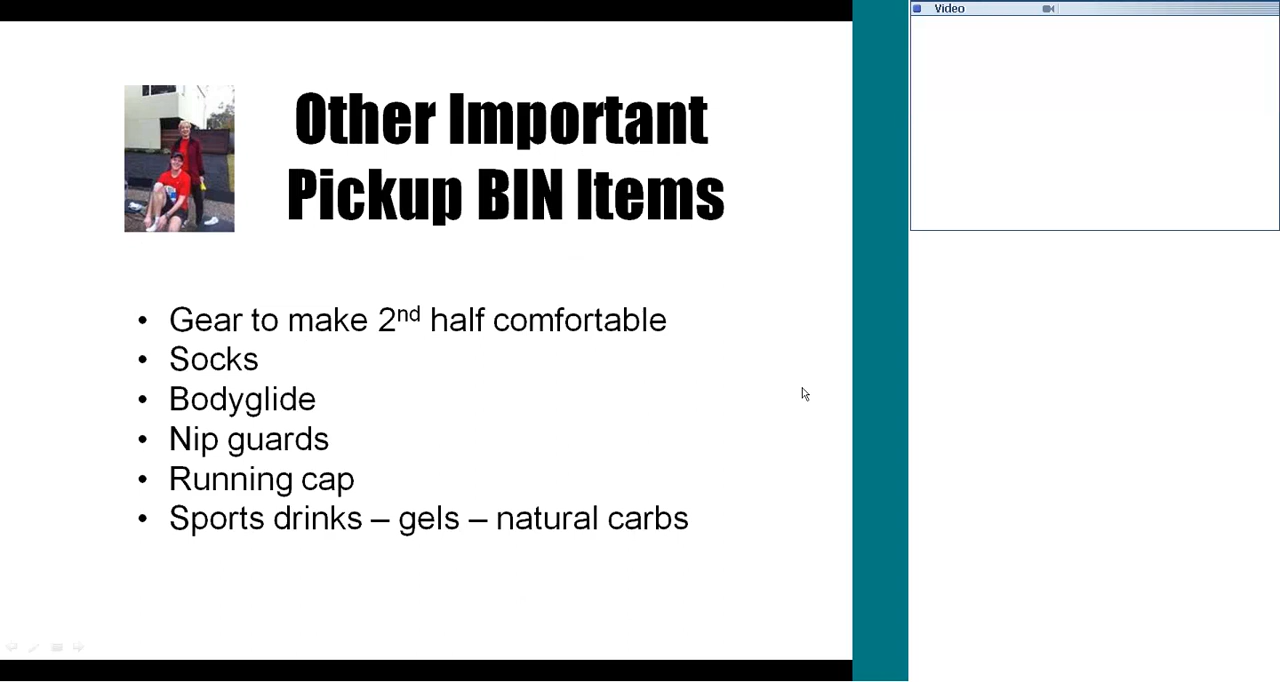 Video
Other Important
Pickup BIN Items
• Gear to make 2nd half comfortable
• Socks
• Bodyglide
• Nip guards
• Running cap
• Sports drinks – gels – natural carbs